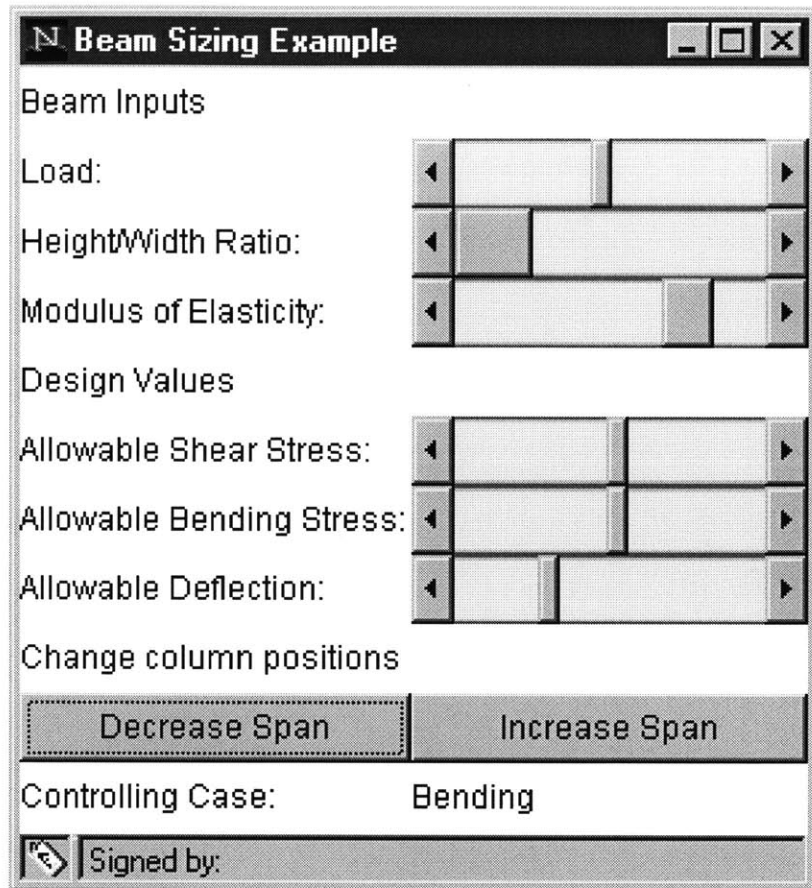 N Beam Sizing Example
Beam Inputs
Load:
Height/Width Ratio:
Modulus of Elasticity:
Design Values
Allowable Shear Stress:
Allowable Bending Stress:
Allowable Deflection:
Change column positions
Decrease Span Increase Span
Controlling Case: Bending
Signed by: